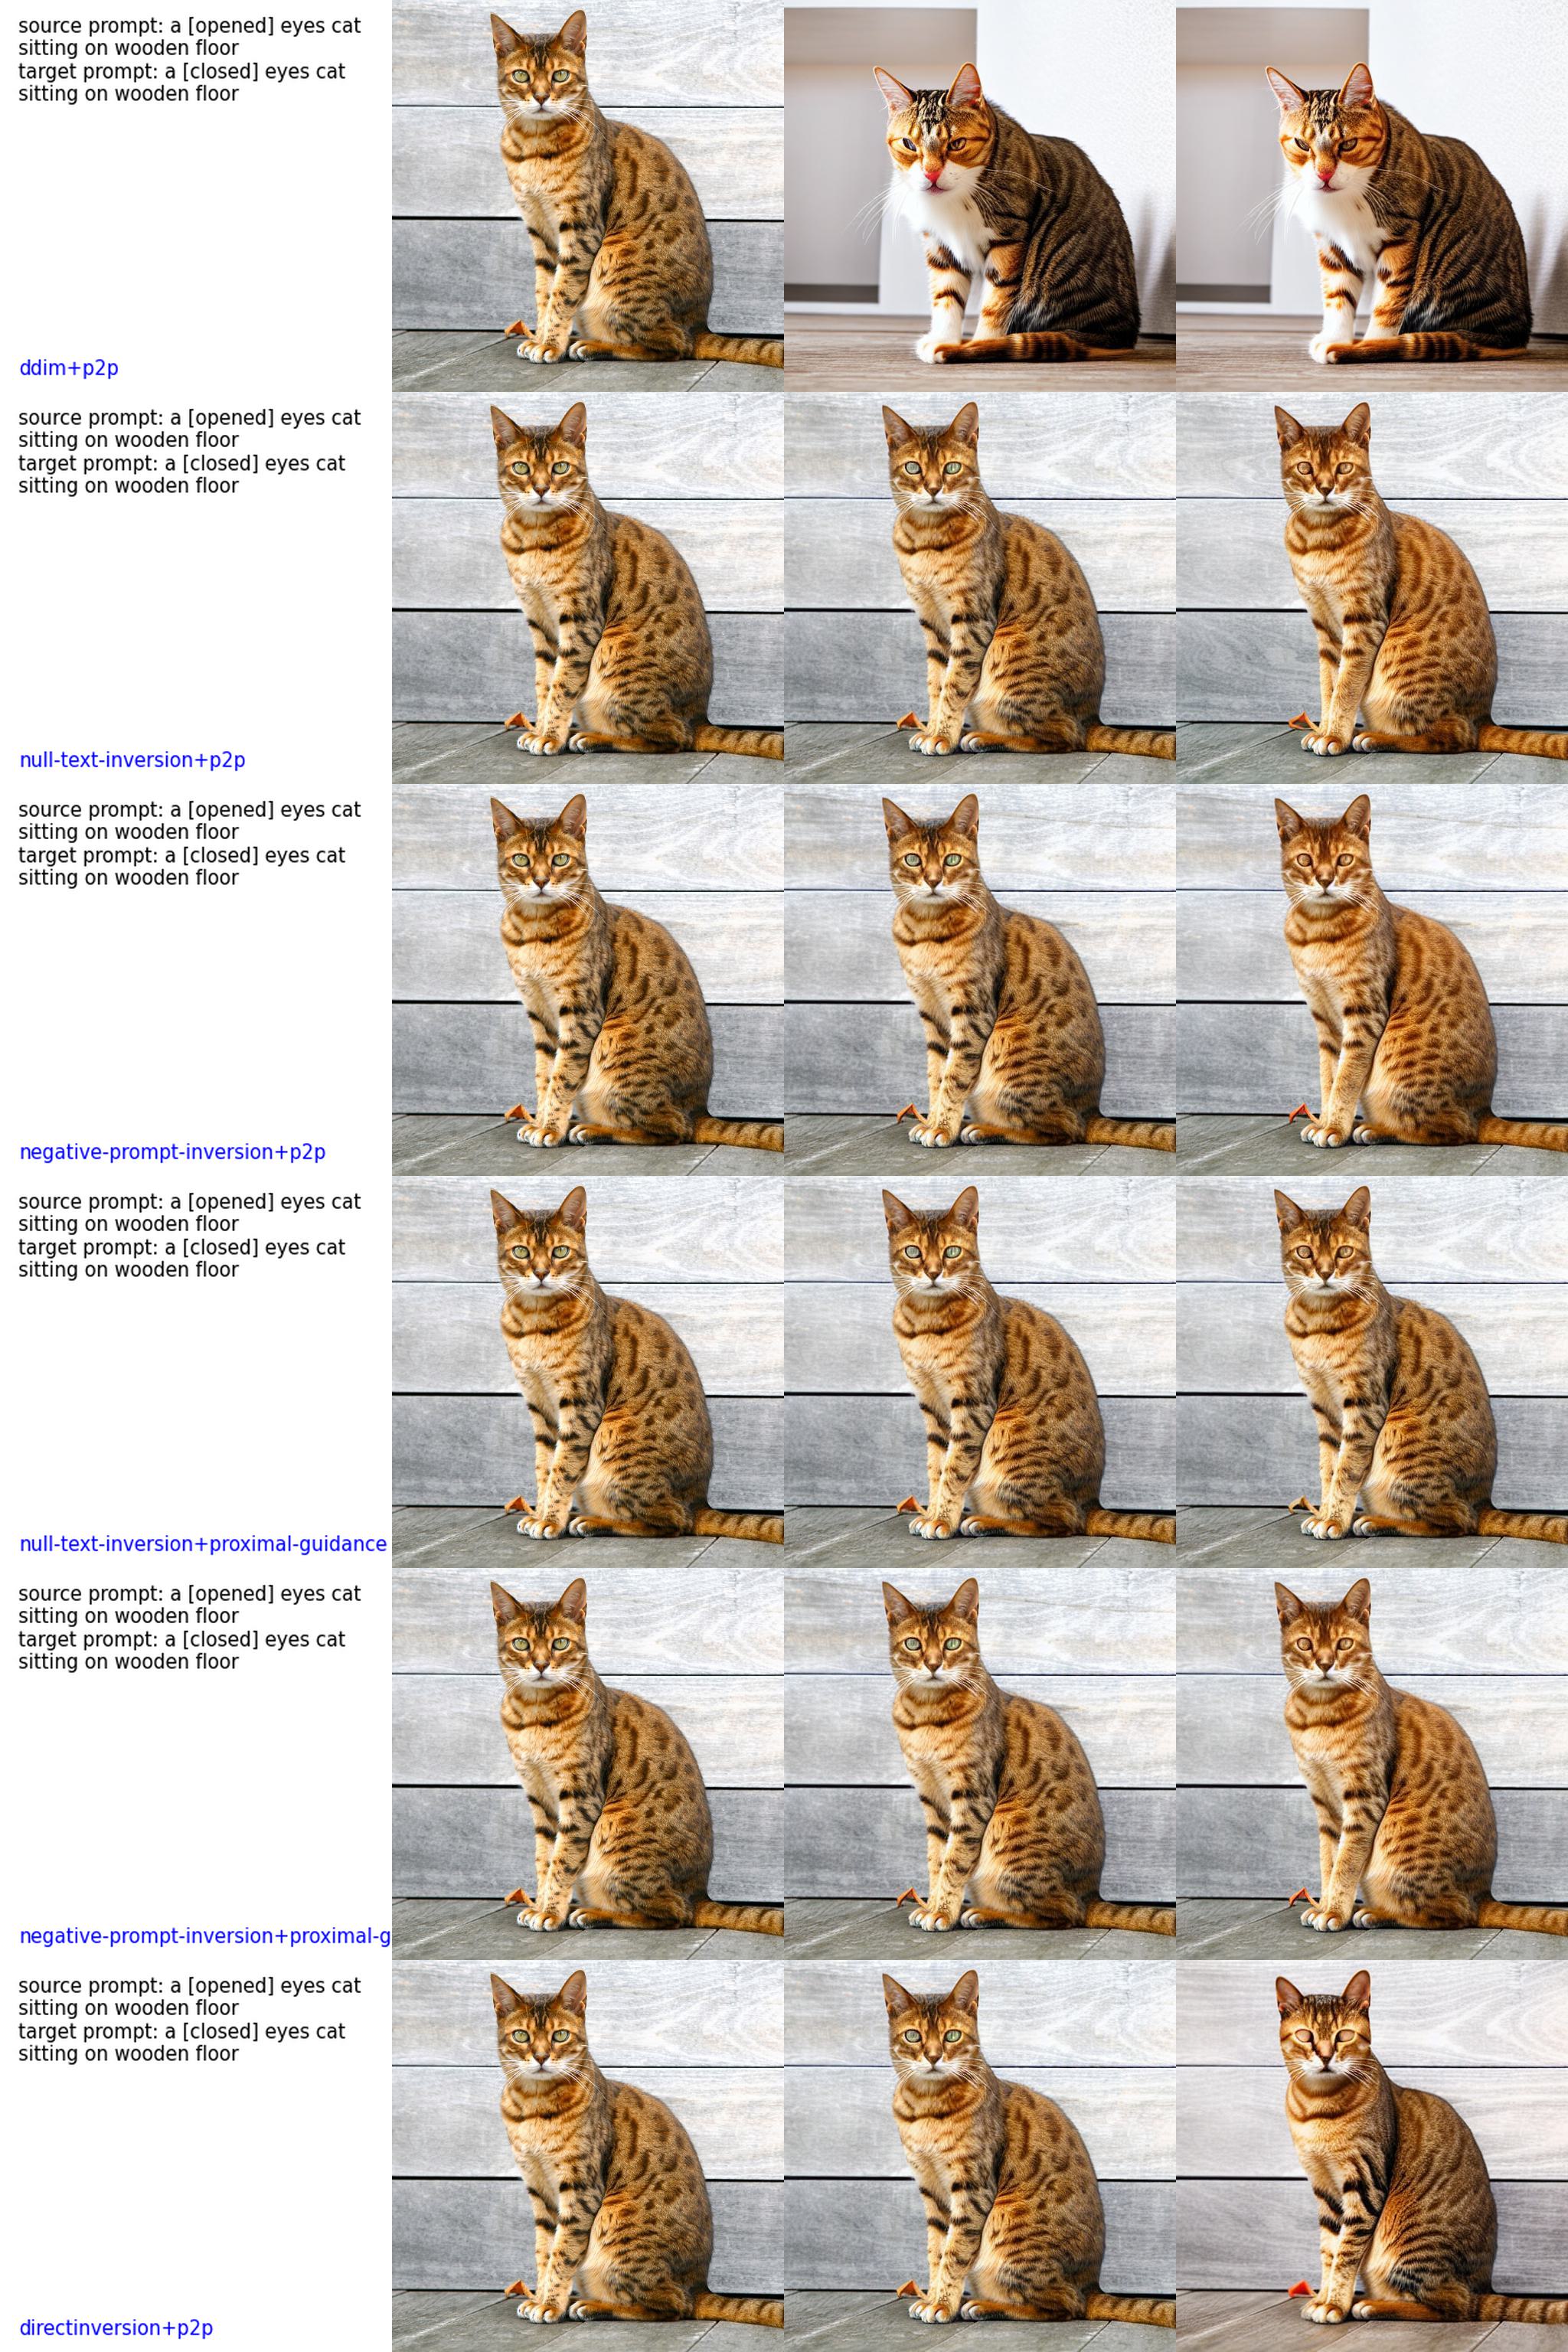 source prompt: a [opened] eyes cat
sitting on wooden floor
target prompt: a [closed] eyes cat
sitting on wooden floor
ddim+p2p
source prompt: a [opened] eyes cat
sitting on wooden floor
target prompt: a [closed] eyes cat
sitting on wooden floor
null-text-inversion+p2p
source prompt: a [opened] eyes cat
sitting on wooden floor
target prompt: a [closed] eyes cat
sitting on wooden floor
negative-prompt-inversion+p2p
source prompt: a [opened] eyes cat
sitting on wooden floor
target prompt: a [closed] eyes cat
sitting on wooden floor
null-text-inversion+proximal-guidance
source prompt: a [opened] eyes cat
sitting on wooden floor
target prompt: a [closed] eyes cat
sitting on wooden floor
negative-prompt-inversion+proximal-g
source prompt: a [opened] eyes cat
sitting on wooden floor
target prompt: a [closed] eyes cat
sitting on wooden floor
directinversion+p2p